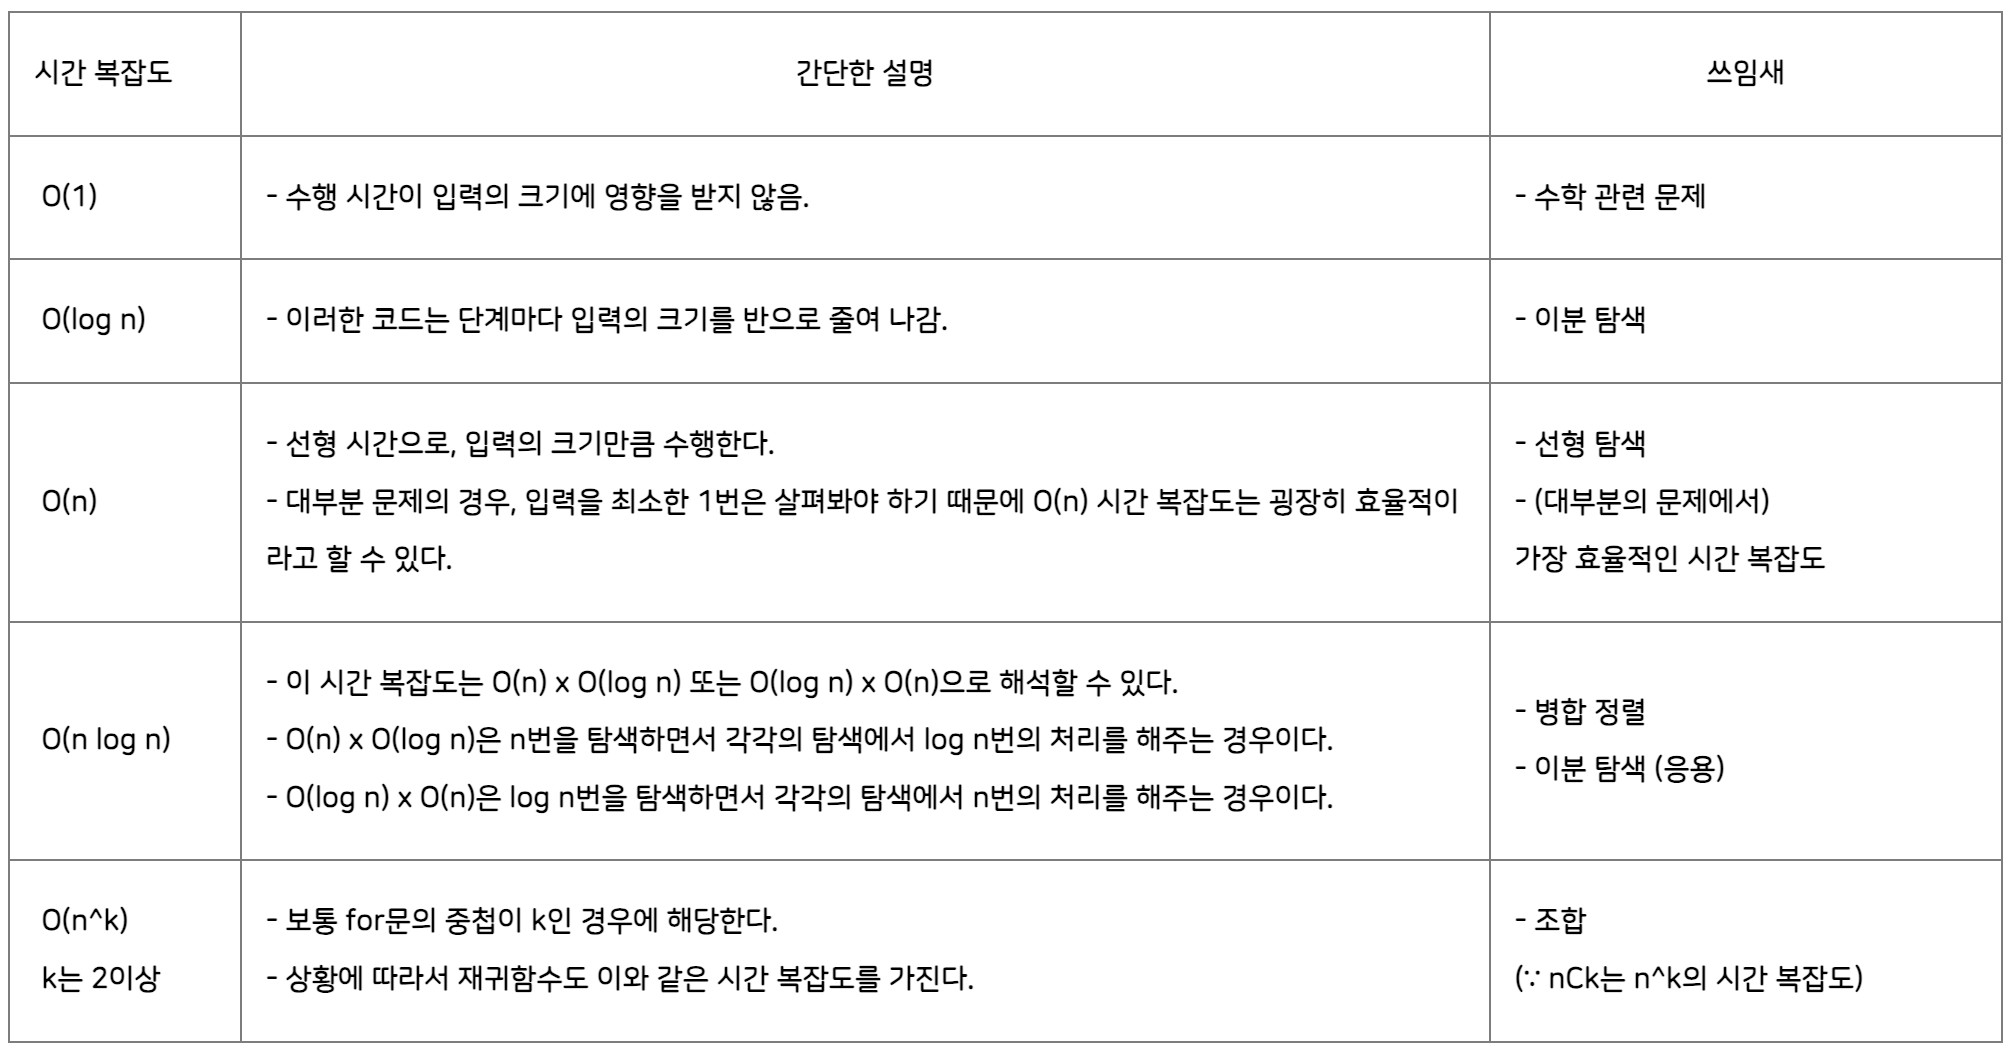 시간 복잡도
간단한 설명
쓰임새
O(1)
- 수행 시간이 입력의 크기에 영향을 받지 않음.
- 수학 관련 문제
O(log n)
- 이러한 코드는 단계마다 입력의 크기를 반으로 줄여 나감.
- 이분 탐색
O(n)
- 선형 시간으로, 입력의 크기만큼 수행한다.
- 대부분 문제의 경우, 입력을 최소한 1번은 살펴봐야 하기 때문에 O(n) 시간 복잡도는 굉장히 효율적이
라고 할 수 있다.
- 선형 탐색
- (대부분의 문제에서)
가장 효율적인 시간 복잡도
O(n log n)
- 이 시간 복잡도는 O(n) x O(log n) 또는 O(log n) x O(n)으로 해석할 수 있다.
- O(n) x O(log n)은 n번을 탐색하면서 각각의 탐색에서 log n번의 처리를 해주는 경우이다.
- O(log n) x O(n)은 log n번을 탐색하면서 각각의 탐색에서 n번의 처리를 해주는 경우이다.
- 병합 정렬
- 이분 탐색 (응용)
O(n^k)
k는 2이상
- 보통 for문의 중첩이 k인 경우에 해당한다.
- 상황에 따라서 재귀함수도 이와 같은 시간 복잡도를 가진다.
- 조합
(∵ nCk는 n^k의 시간 복잡도)